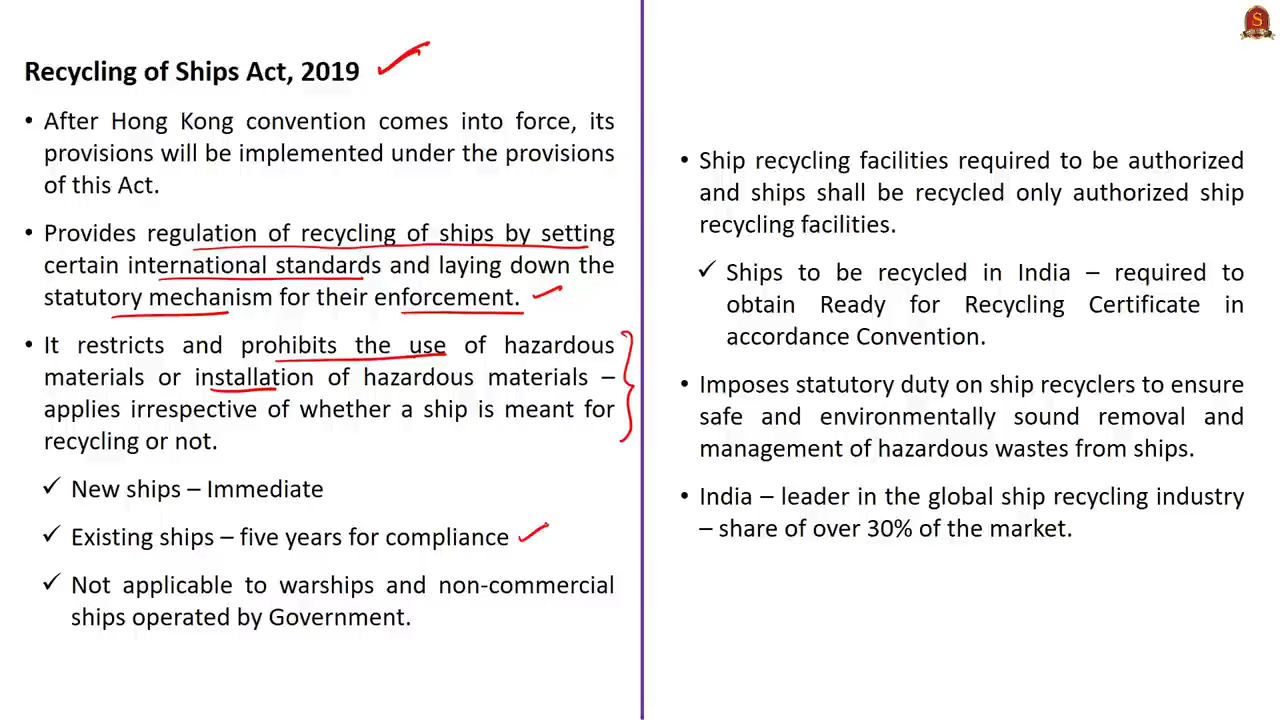 Recycling of Ships Act, 2019
• After Hong Kong convention comes into force, its
provisions will be implemented under the provisions
of this Act.
• Provides regulation of recycling of ships by setting
certain international standards and laying down the
statutory mechanism for their enforcement.
• It restricts and prohibits the use of hazardous
materials or installation of hazardous materials –
applies irrespective of whether a ship is meant for
recycling or not.
✓ New ships – Immediate
✓ Existing ships – five years for compliance
✓ Not applicable to warships and non-commercial
ships operated by Government.
• Ship recycling facilities required to be authorized
and ships shall be recycled only authorized ship
recycling facilities.
✓ Ships to be recycled in India – required to
obtain Ready for Recycling Certificate in
accordance Convention.
• Imposes statutory duty on ship recyclers to ensure
safe and environmentally sound removal and
management of hazardous wastes from ships.
• India – leader in the global ship recycling industry
– share of over 30% of the market.
S